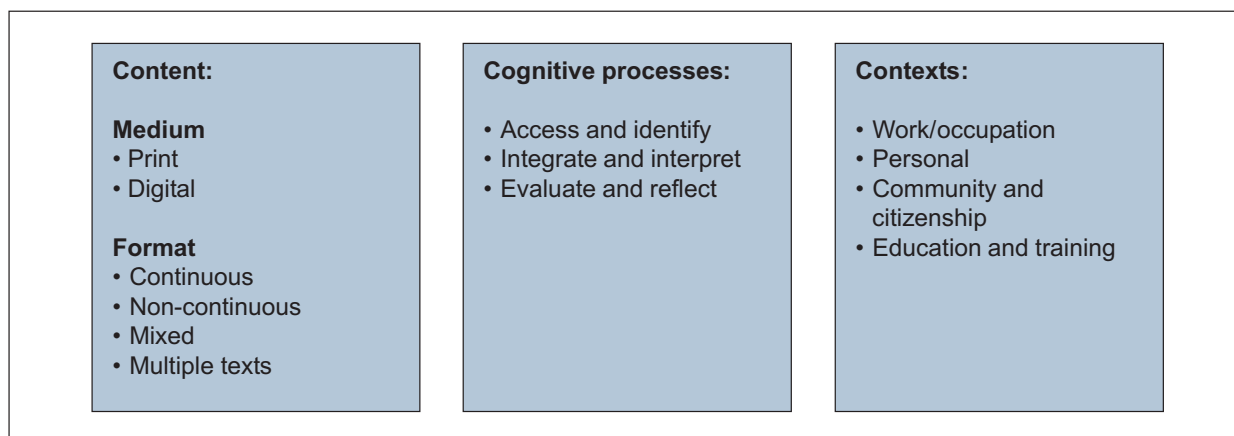 Content:
Medium
• Print
• Digital
Format
• Continuous
• Non-continuous
• Mixed
• Multiple texts
Cognitive processes:
• Access and identify
• Integrate and interpret
• Evaluate and reflect
Contexts:
• Work/occupation
• Personal
• Community and
citizenship
• Education and training